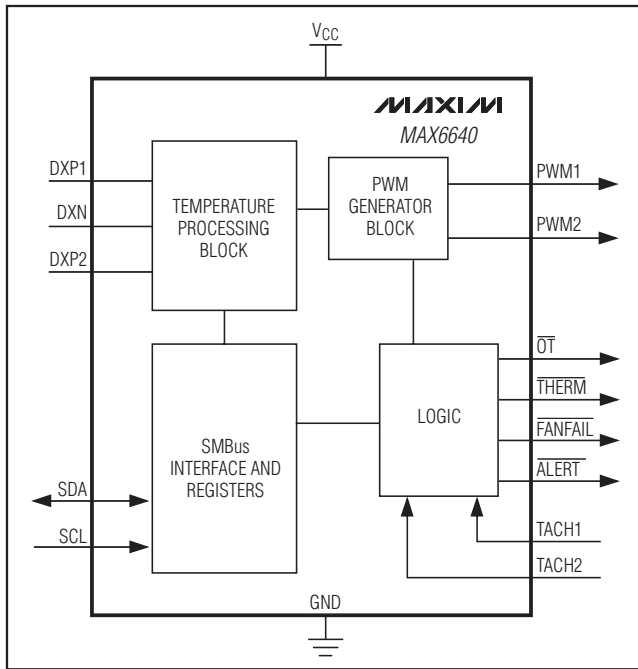 VCC
MAXIM
MAX6640
DXP1
DXN
DXP2
TEMPERATURE
PROCESSING
BLOCK
PWM
GENERATOR
BLOCK
PWM1
PWM2
SMBus
INTERFACE AND
REGISTERS
LOGIC
OT
THERM
FANFAIL
ALERT
SDA
SCL
TACH1
TACH2
GND